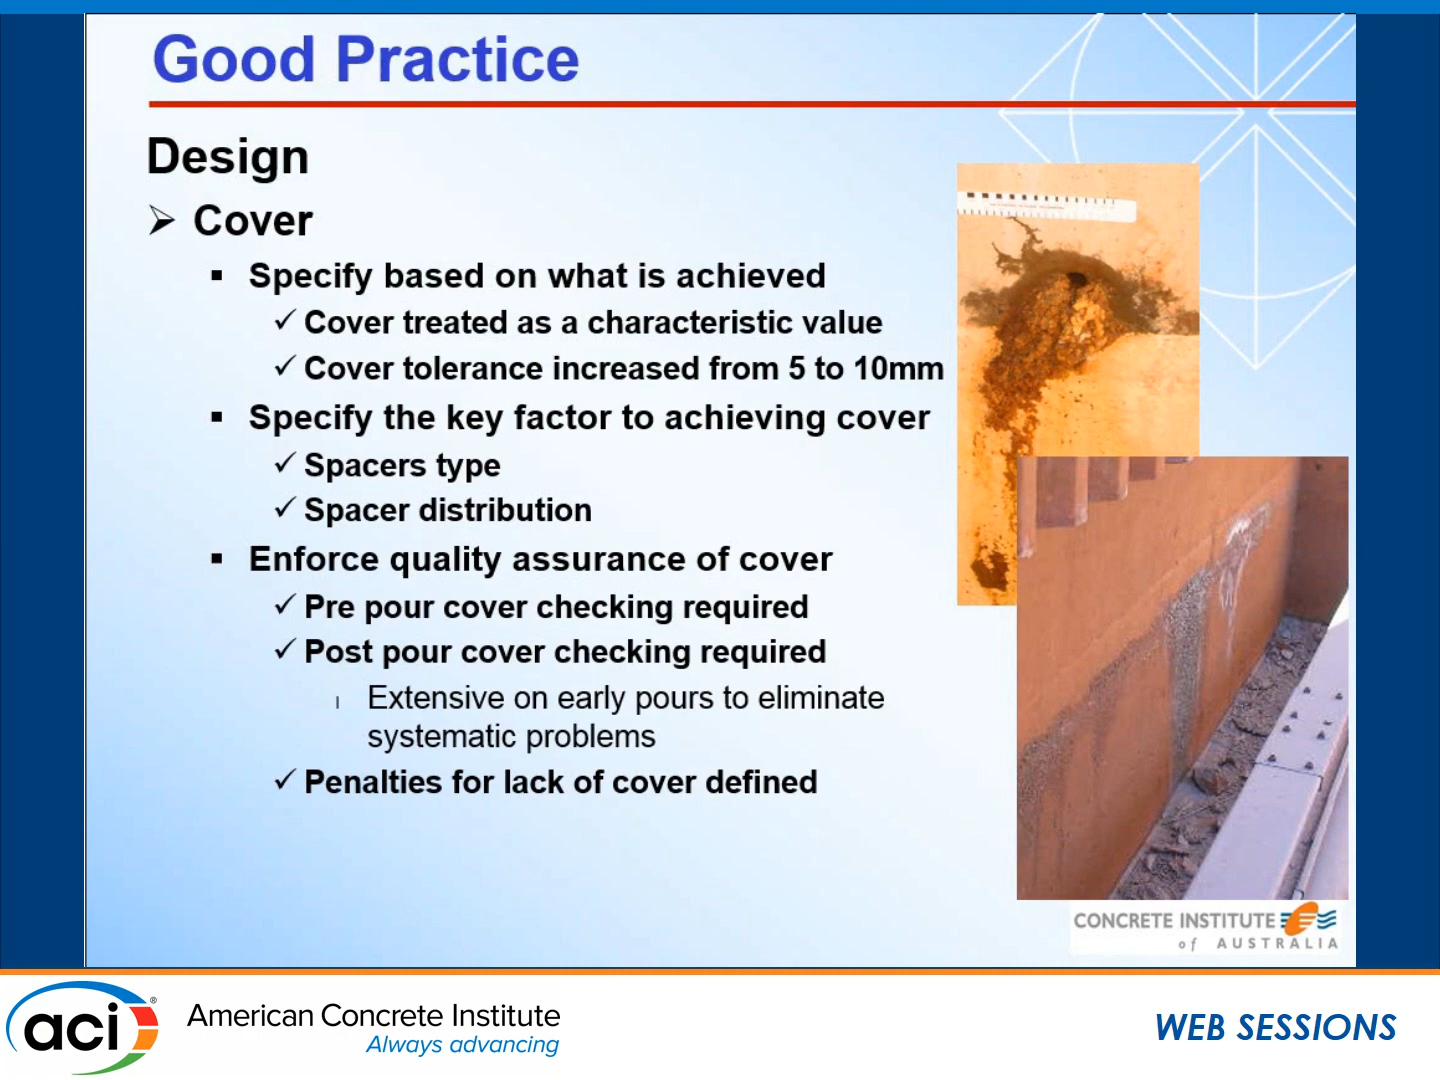 Good Practice
Design
Cover
Specify based on what is achieved
Cover treated as a characteristic value
Cover tolerance increased from 5 to 10mm
Specify the key factor to achieving cover
Spacers type
Spacer distribution
Enforce quality assurance of cover
Pre pour cover checking required
Post pour cover checking required
Extensive on early pours to eliminate
systematic problems
Penalties for lack of cover defined
CONCRETE INSTITUTE
of AUSTRALIA
aci®
American Concrete Institute
Always advancing
WEB SESSIONS